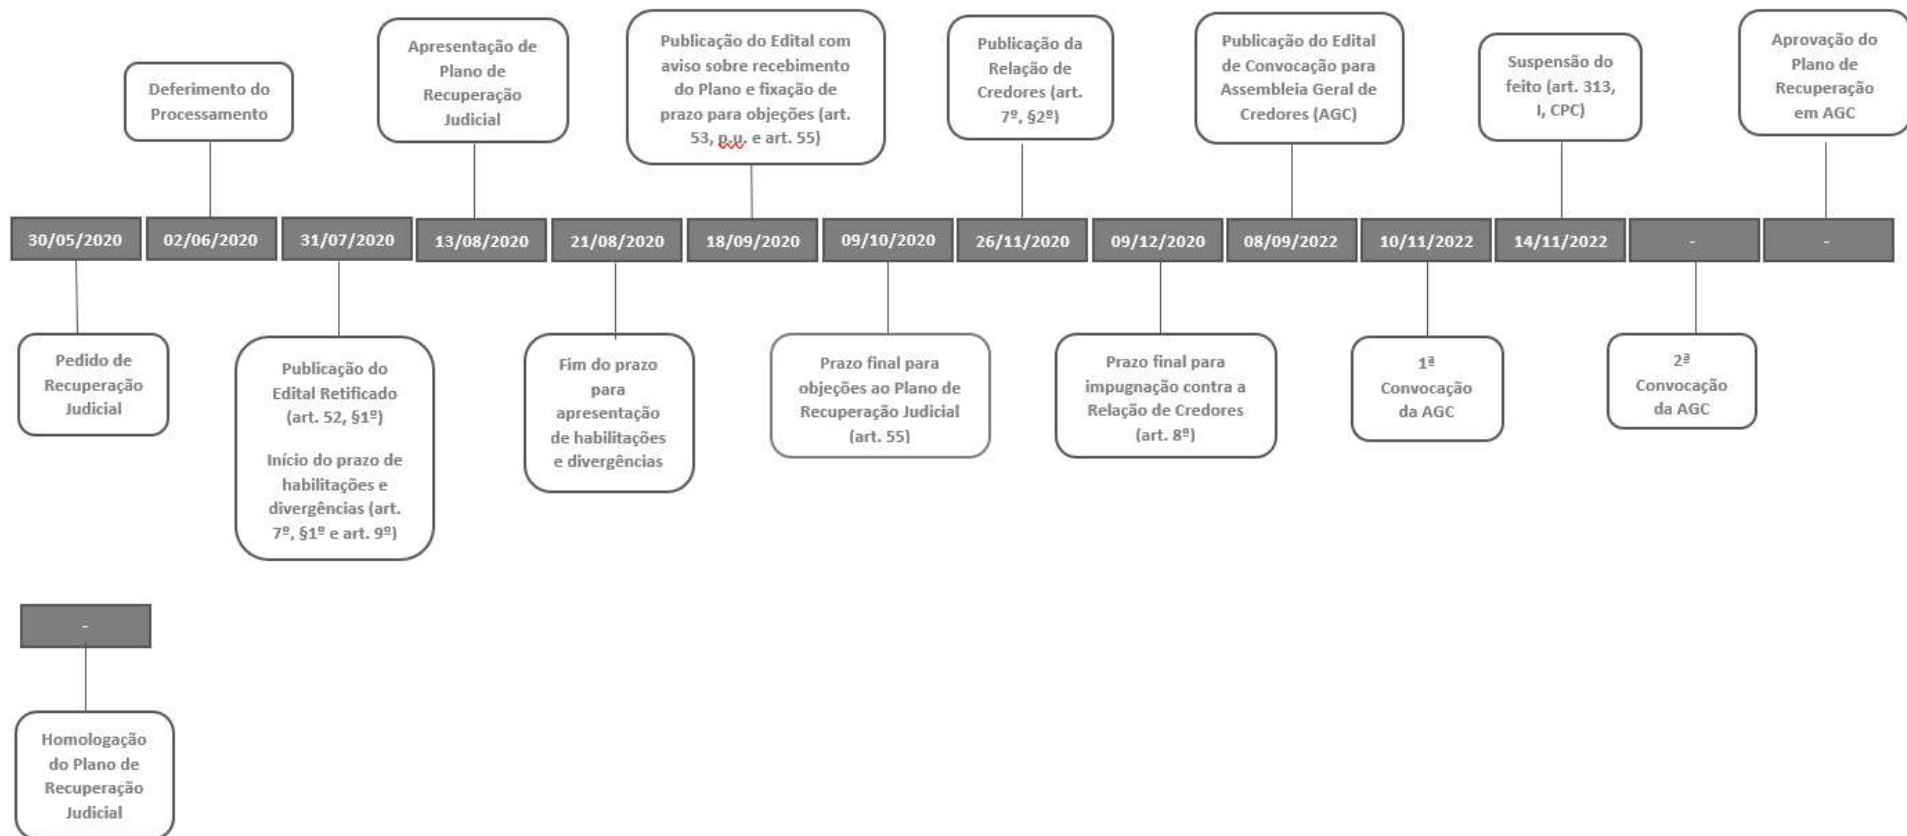 Deferimento do
Processamento
Apresentação de
Plano de
Recuperação
Judicial
Publicação do Edital com
aviso sobre recebimento
do Plano e fixação de
prazo para objeções (art.
53, p.u. e art. 55)
Publicação da
Relação de
Credores (art.
7º, §2º)
Publicação do Edital
de Convocação para
Assembleia Geral de
Credores (AGC)
Suspensão do
feito (art. 313,
I, CPC)
Aprovação do
Plano de
Recuperação
em AGC
30/05/2020
02/06/2020
31/07/2020
13/08/2020
21/08/2020
18/09/2020
09/10/2020
26/11/2020
09/12/2020
08/09/2022
10/11/2022
14/11/2022
-
-
Pedido de
Recuperação
Judicial
Publicação do
Edital Retificado
(art. 52, §1º)
Início do prazo de
habilitações e
divergências (art.
7º, §1º e art. 9º)
Fim do prazo
para
apresentação
de habilitações
e divergências
Prazo final para
objeções ao Plano de
Recuperação Judicial
(art. 55)
Prazo final para
impugnação contra a
Relação de Credores
(art. 8º)
1ª
Convocação
da AGC
2ª
Convocação
da AGC
-
Homologação
do Plano de
Recuperação
Judicial